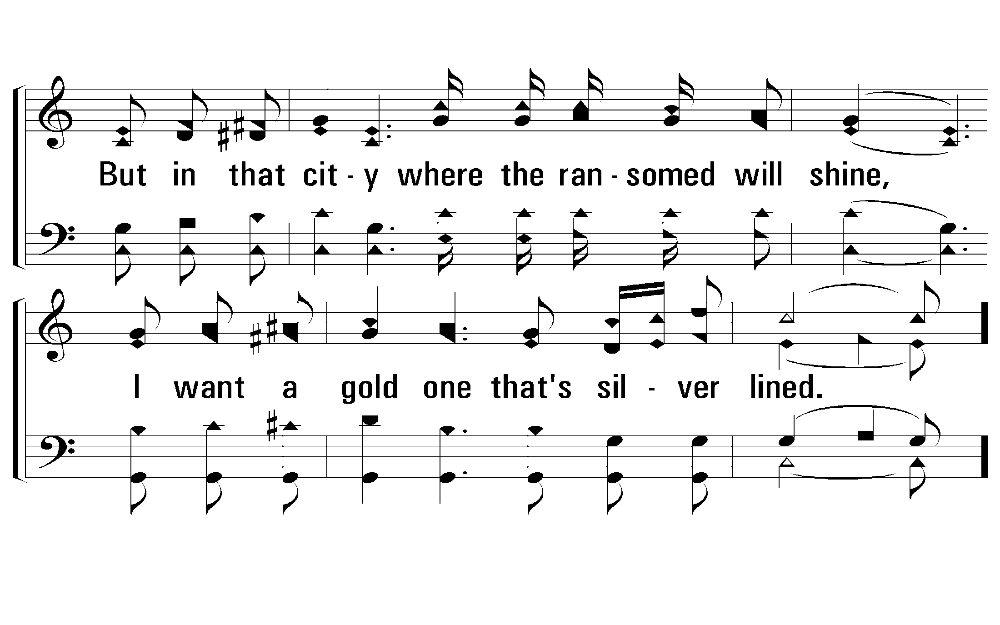 But in that cit - y where the ran - somed will shine,
I want a gold one that's sil - ver lined.